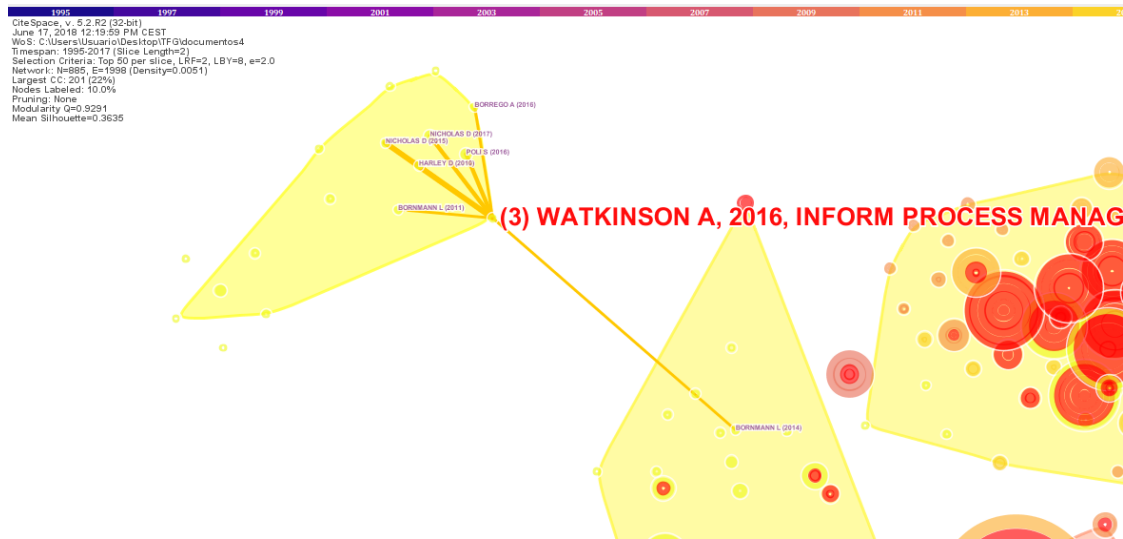 1995 1997 1999 2001 2003 2005 2007 2009 2011 2013
CiteSpace, v. 5.2.R2 (32-bit)
June 17, 2018 12:19:59 PM CEST
WoS: C:\Users\Usuario\Desktop\TFG\documentos4
Timespan: 1995-2017 (Slice Length=2)
Selection Criteria: Top 50 per slice, LRF=2, LBY=8, e=2.0
Network: N=885, E=1998 (Density=0.0051)
Largest CC: 201 (22%)
Nodes Labeled: 10.0%
Pruning: None
Modularity Q=0.9291
Mean Silhouette=0.3635
BORREGO A (2016)
NICHOLAS D (2017)
NICHOLAS D (2015)
POLI S (2016)
HARLEY D (2010)
BORNMANN L (2011)
(3) WATKINSON A, 2016, INFORM PROCESS MANAG
BORNMANN L (2014)